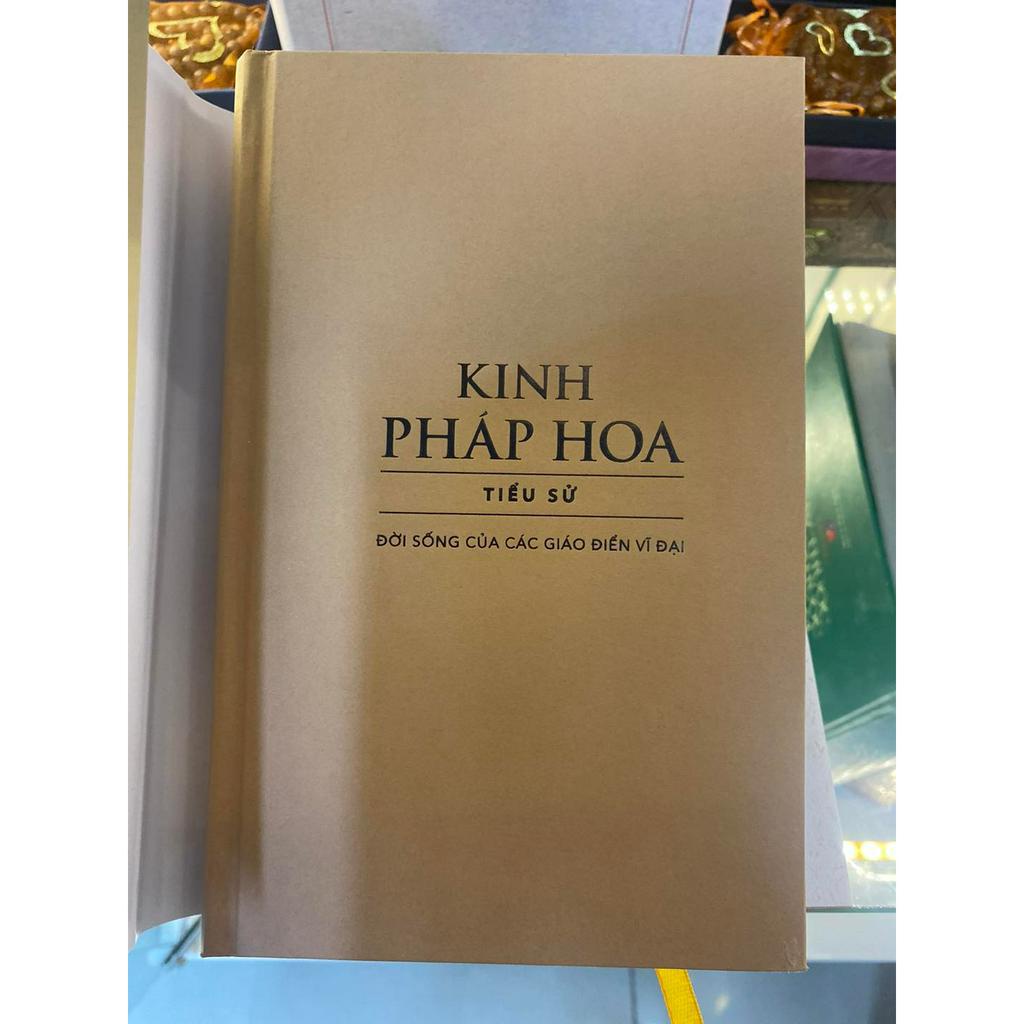 KINH
PHÁP HOA
TIỂU SỬ
ĐỜI SỐNG CỦA CÁC GIÁO ĐIỂN VĨ ĐẠI